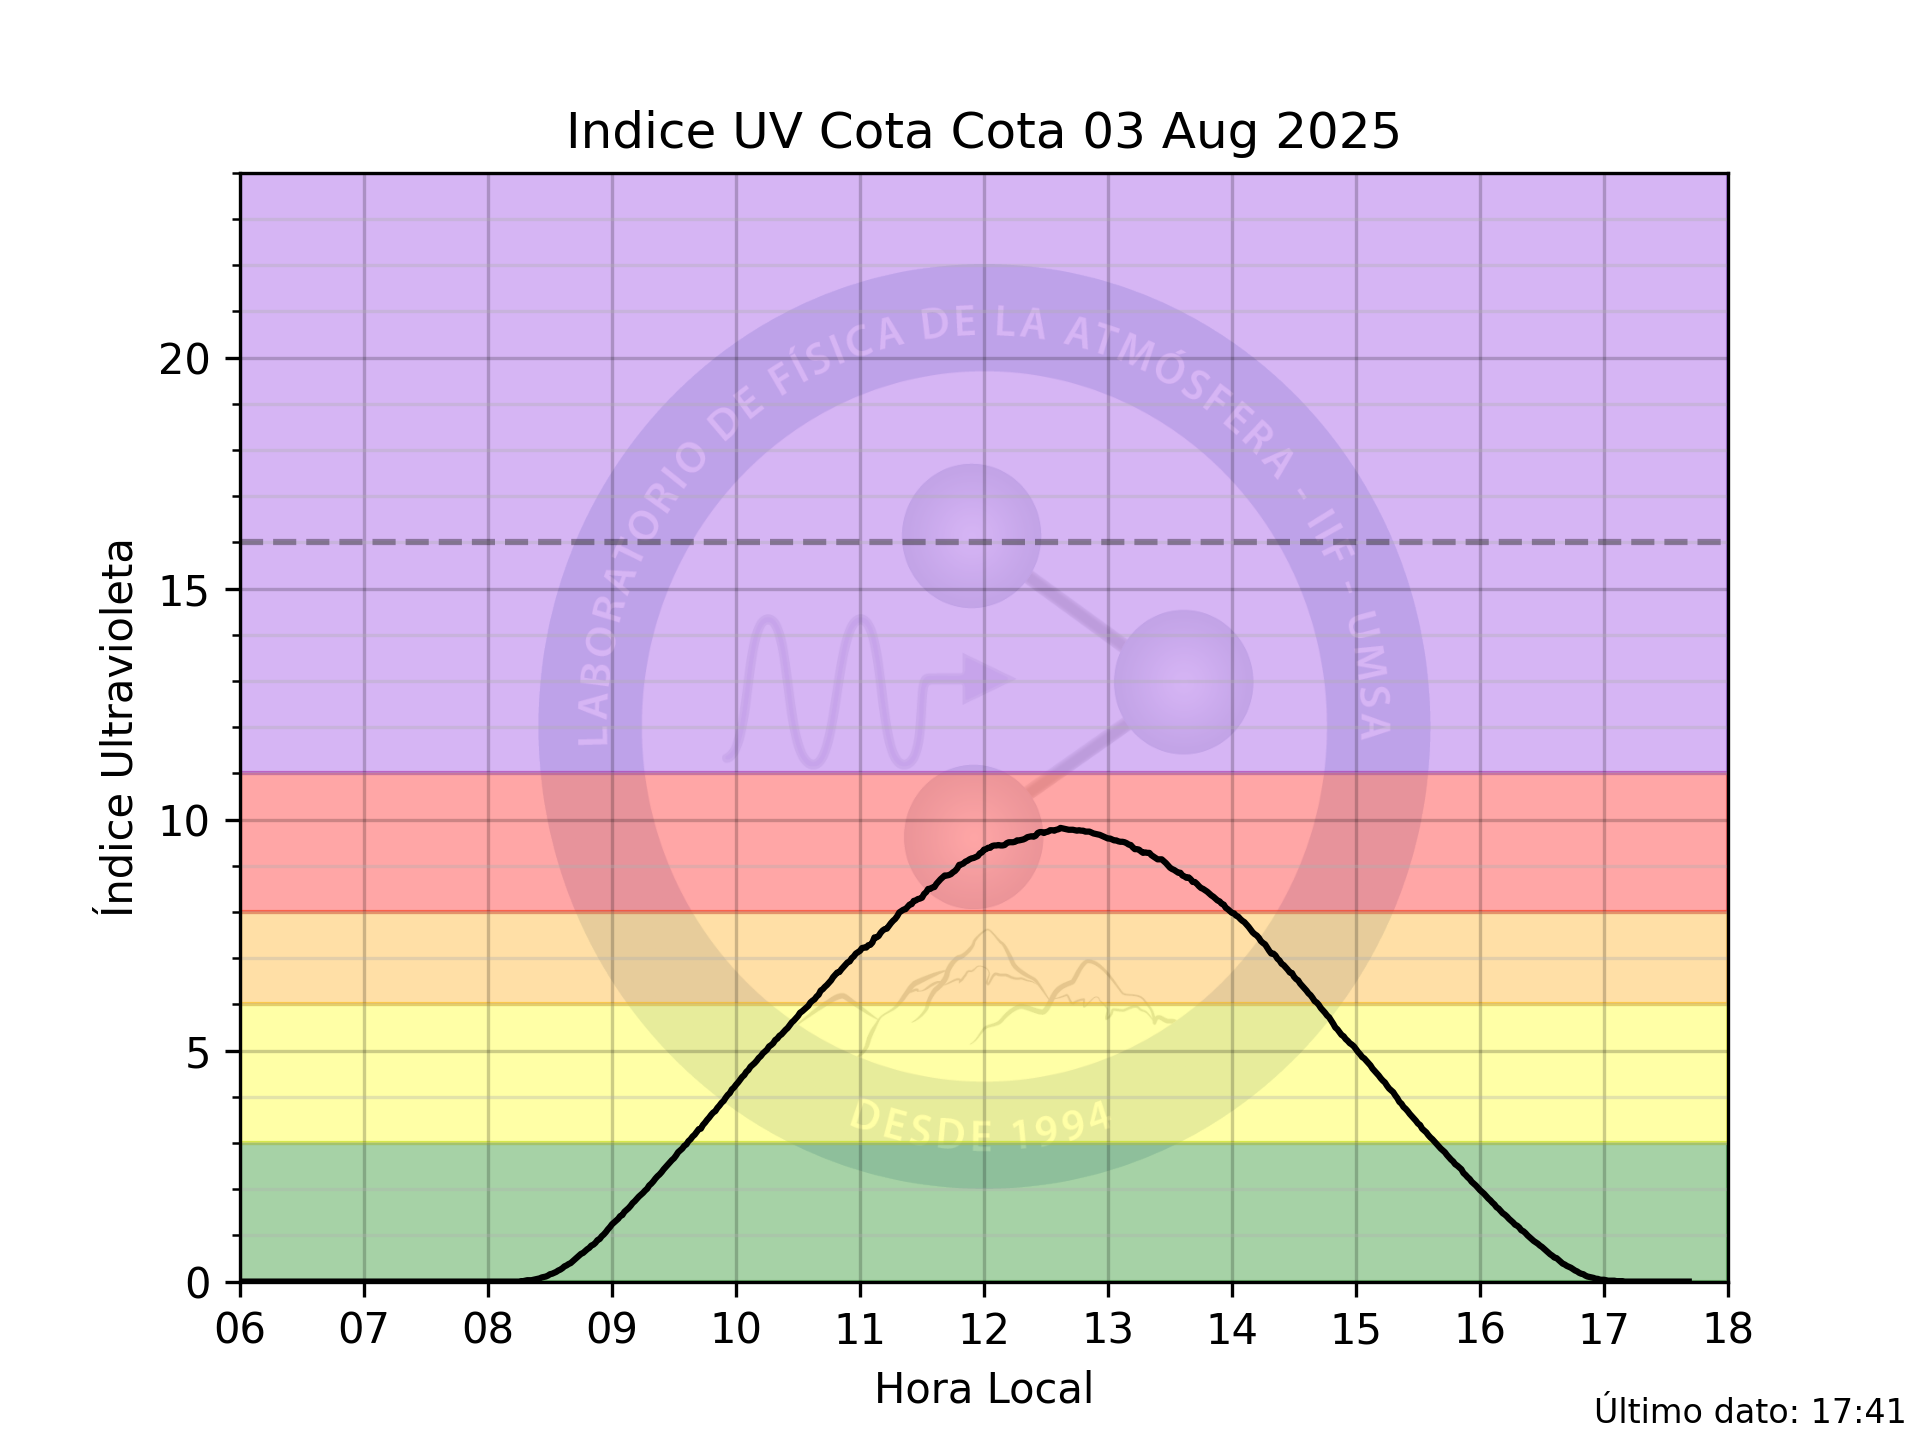 Indice UV Cota Cota 03 Aug 2025
LABORATORIO DE FÍSICA DE LA ATMÓSFERA - IIF - UMSA
DESDE 1994
Índice Ultravioleta
20
15
10
5
0
06 07 08 09 10 11 12 13 14 15 16 17 18
Hora Local
Último dato: 17:41